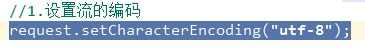 //1.设置流的编码
request.setCharacterEncoding("utf-8");